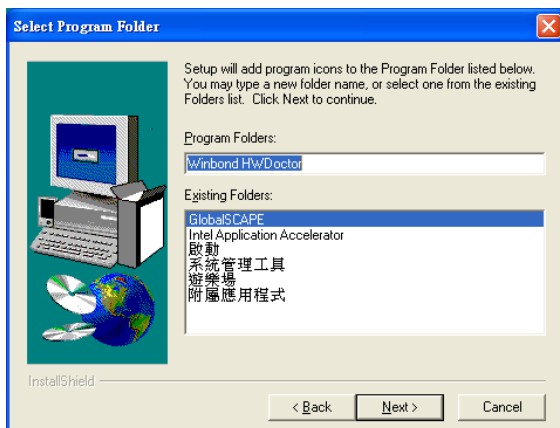 Select Program Folder
Setup will add program icons to the Program Folder listed below.
You may type a new folder name, or select one from the existing
Folders list. Click Next to continue.
Program Folders:
Winbond HWDoctor
Existing Folders:
GlobalSCAPE
Intel Application Accelerator
啟動
系統管理工具
遊樂場
附屬應用程式
InstallShield
< Back
Next >
Cancel